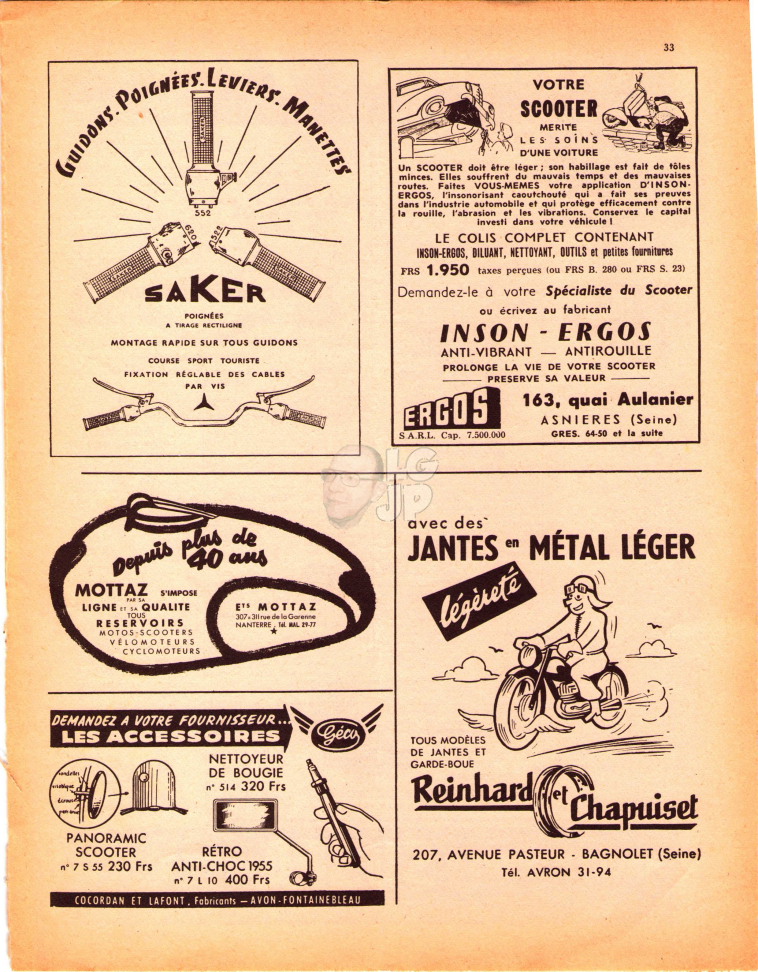 33
GUIDONS. POIGNÉES. LEVIERS. MANETTES
552
620
1522
SAKER
POIGNÉES
A TIRAGE RECTILIGNE
MONTAGE RAPIDE SUR TOUS GUIDONS
COURSE SPORT TOURISTE
FIXATION RÉGLABLE DES CABLES
PAR VIS
VOTRE
SCOOTER
MERITE
LES SOINS
D'UNE VOITURE
Un SCOOTER doit être léger ; son habillage est fait de tôles
minces. Elles souffrent du mauvais temps et des mauvaises
routes. Faites VOUS-MEMES votre application D'INSON-
ERGOS, l'insonorisant caoutchouté qui a fait ses preuves
dans l'industrie automobile et qui protège efficacement contre
la rouille, l'abrasion et les vibrations. Conservez le capital
investi dans votre véhicule !
LE COLIS COMPLET CONTENANT
INSON-ERGOS, DILUANT, NETTOYANT, OUTILS et petites fournitures
FRS 1.950 taxes perçues (ou FRS B. 280 ou FRS S. 23)
Demandez-le à votre Spécialiste du Scooter
ou écrivez au fabricant
INSON - ERGOS
ANTI-VIBRANT — ANTIROUILLE
PROLONGE LA VIE DE VOTRE SCOOTER
PRESERVE SA VALEUR
ERGOS
S.A.R.L. Cap. 7.500.000
163, quai Aulanier
ASNIERES (Seine)
GRES. 64-50 et la suite
LG
JP
Depuis plus de
40 ans
MOTTAZ S'IMPOSE
PAR SA
LIGNE ET SA QUALITE
TOUS
RESERVOIRS
MOTOS-SCOOTERS
VÉLOMOTEURS
CYCLOMOTEURS
ETS MOTTAZ
307 à 311 rue de la Garenne
NANTERRE. Tél. MAL. 29-77
avec des
JANTES en MÉTAL LÉGER
légèreté
TOUS MODÈLES
DE JANTES ET
GARDE-BOUE
Reinhard et Chapuiset
207, AVENUE PASTEUR - BAGNOLET (Seine)
Tél. AVRON 31-94
DEMANDEZ A VOTRE FOURNISSEUR...
LES ACCESSOIRES
Géco
NETTOYEUR
DE BOUGIE
n° 514 320 Frs
PANORAMIC
SCOOTER
n° 7 S 55 230 Frs
RÉTRO
ANTI-CHOC 1955
n° 7 L 10 400 Frs
COCORDAN ET LAFONT, Fabricants — AVON-FONTAINEBLEAU